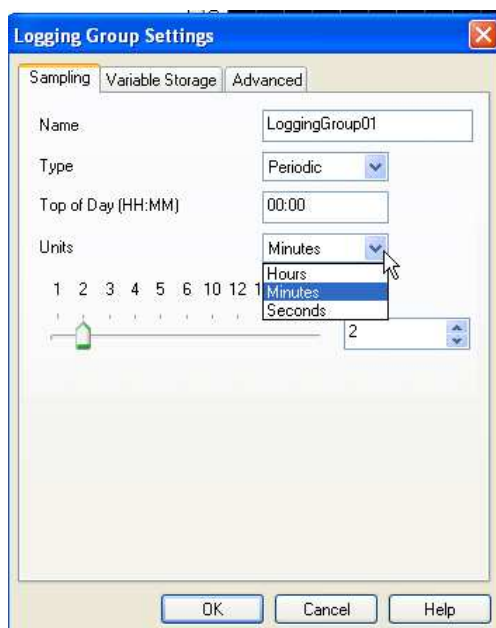 Logging Group Settings
Sampling Variable Storage Advanced
Name LoggingGroup01
Type Periodic
Top of Day (HH:MM) 00:00
Units Minutes
Hours
1 2 3 4 5 6 10 12 1 Minutes
Seconds
2
OK Cancel Help